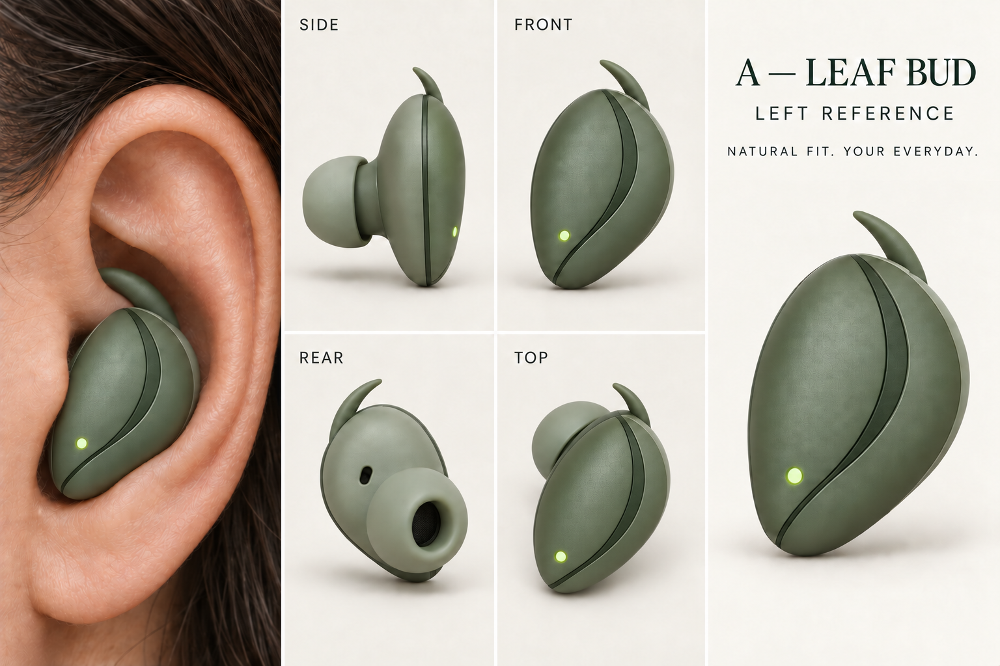 SIDE
FRONT
A — LEAF BUD
LEFT REFERENCE
NATURAL FIT. YOUR EVERYDAY.
REAR
TOP